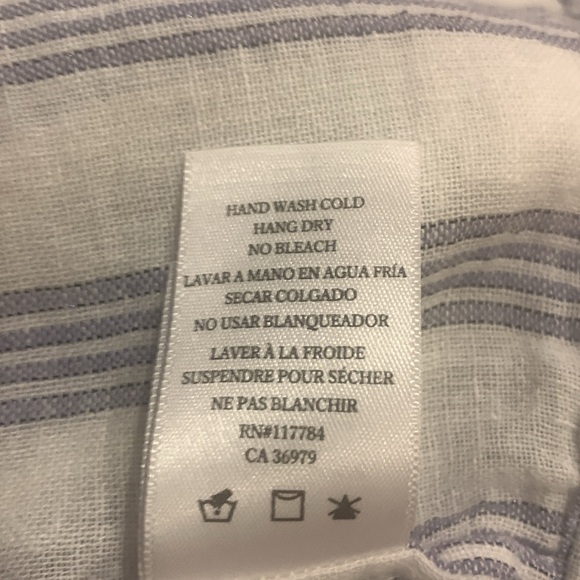 HAND WASH COLD
HANG DRY
NO BLEACH
LAVAR A MANO EN AGUA FRÍA
SECAR COLGADO
NO USAR BLANQUEADOR
LAVER À LA FROIDE
SUSPENDRE POUR SÉCHER
NE PAS BLANCHIR
RN#117784
CA 36979